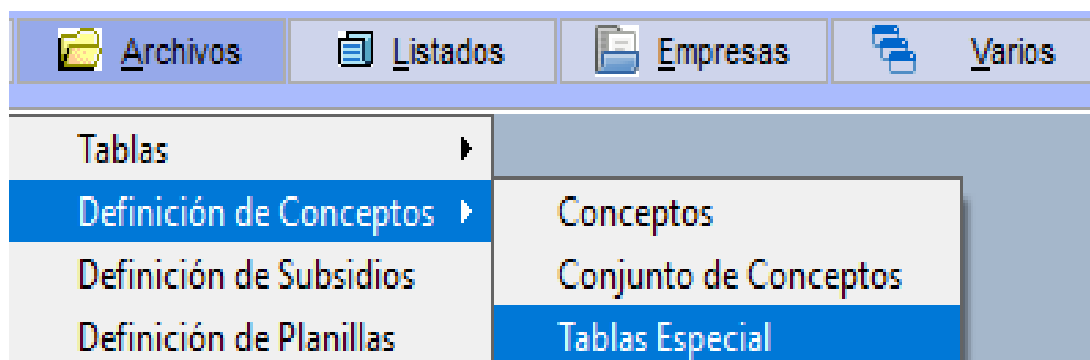 Archivos Listados Empresas Varios
Tablas
Definición de Conceptos Conceptos
Definición de Subsidios Conjunto de Conceptos
Definición de Planillas Tablas Especial